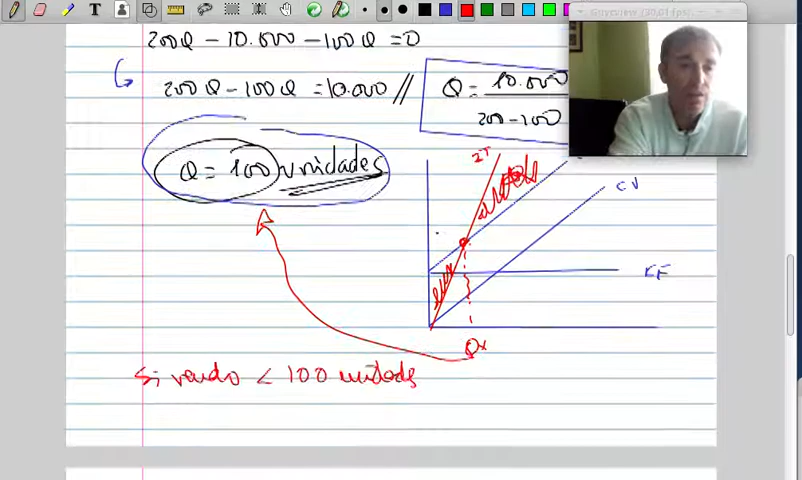 200Q - 10.000 - 100Q = 0
200Q - 100Q = 10.000 //
Q = 10.000
200 - 100
Q = 100 unidades
IT
CV
CF
Q*
Si vendo < 100 unidades